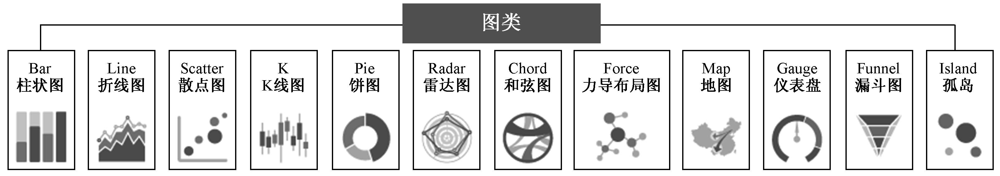 图类
Bar
柱状图
Line
折线图
Scatter
散点图
K
K线图
Pie
饼图
Radar
雷达图
Chord
和弦图
Force
力导布局图
Map
地图
Gauge
仪表盘
Funnel
漏斗图
Island
孤岛